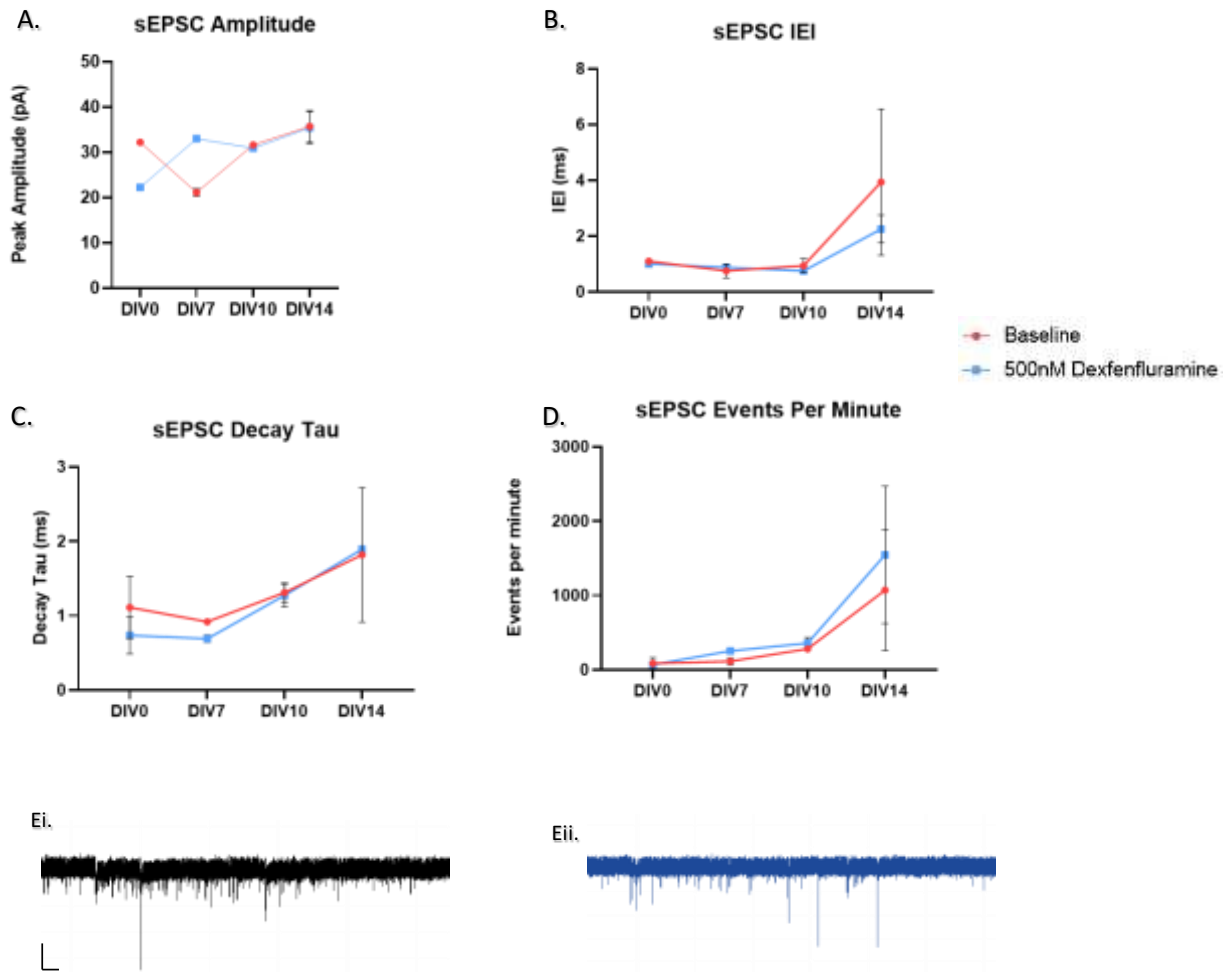 A.
sEPSC Amplitude
Peak Amplitude (pA)
50
40
30
20
10
0
DIV0 DIV7 DIV10 DIV14
B.
sEPSC IEI
IEI (ms)
8
6
4
2
0
DIV0 DIV7 DIV10 DIV14
Baseline
500nM Dexfenfluramine
C.
sEPSC Decay Tau
Decay Tau (ms)
3
2
1
0
DIV0 DIV7 DIV10 DIV14
D.
sEPSC Events Per Minute
Events per minute
3000
2000
1000
0
DIV0 DIV7 DIV10 DIV14
Ei.
Eii.